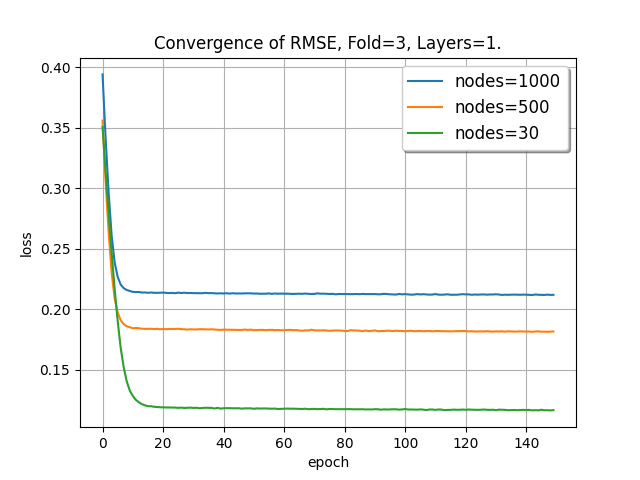 Convergence of RMSE, Fold=3, Layers=1.
nodes=1000
nodes=500
nodes=30
0.40
0.35
0.30
0.25
0.20
0.15
loss
0 20 40 60 80 100 120 140
epoch